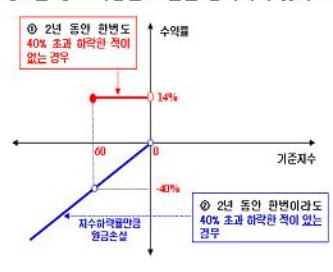 ① 2년 동안 한번도
40% 초과 하락한 적이
없는 경우
수익률
14%
60
0
기준지수
-40%
지수하락률만큼
원금손실
② 2년 동안 한번이라도
40% 초과 하락한 적이 있는
경우